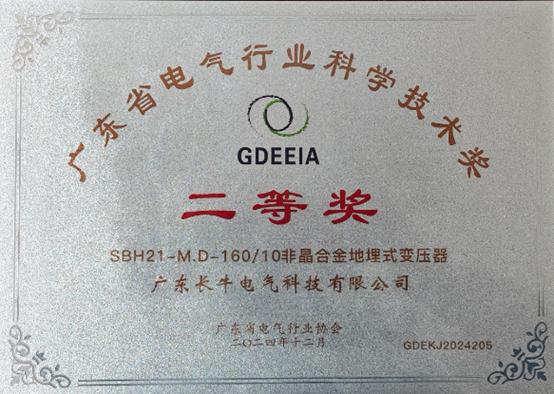 广东省电气行业科学技术奖
GDEEIA
二等奖
SBH21-M.D-160/10非晶合金地埋式变压器
广东长牛电气科技有限公司
广东省电气行业协会
二〇二四年十二月
GDEKJ2024205